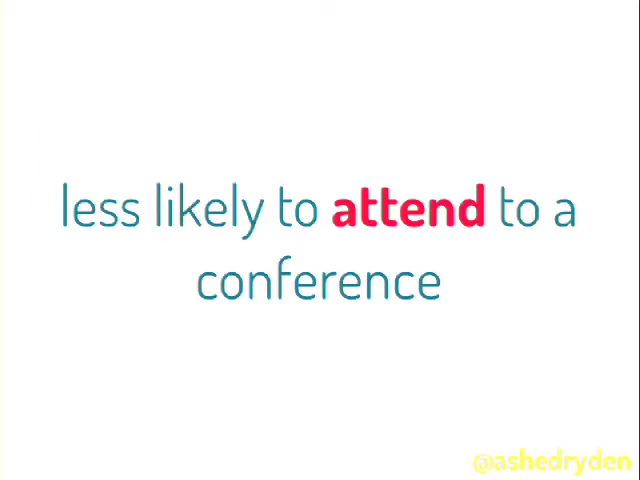 less likely to attend to a
conference
@ashedryden